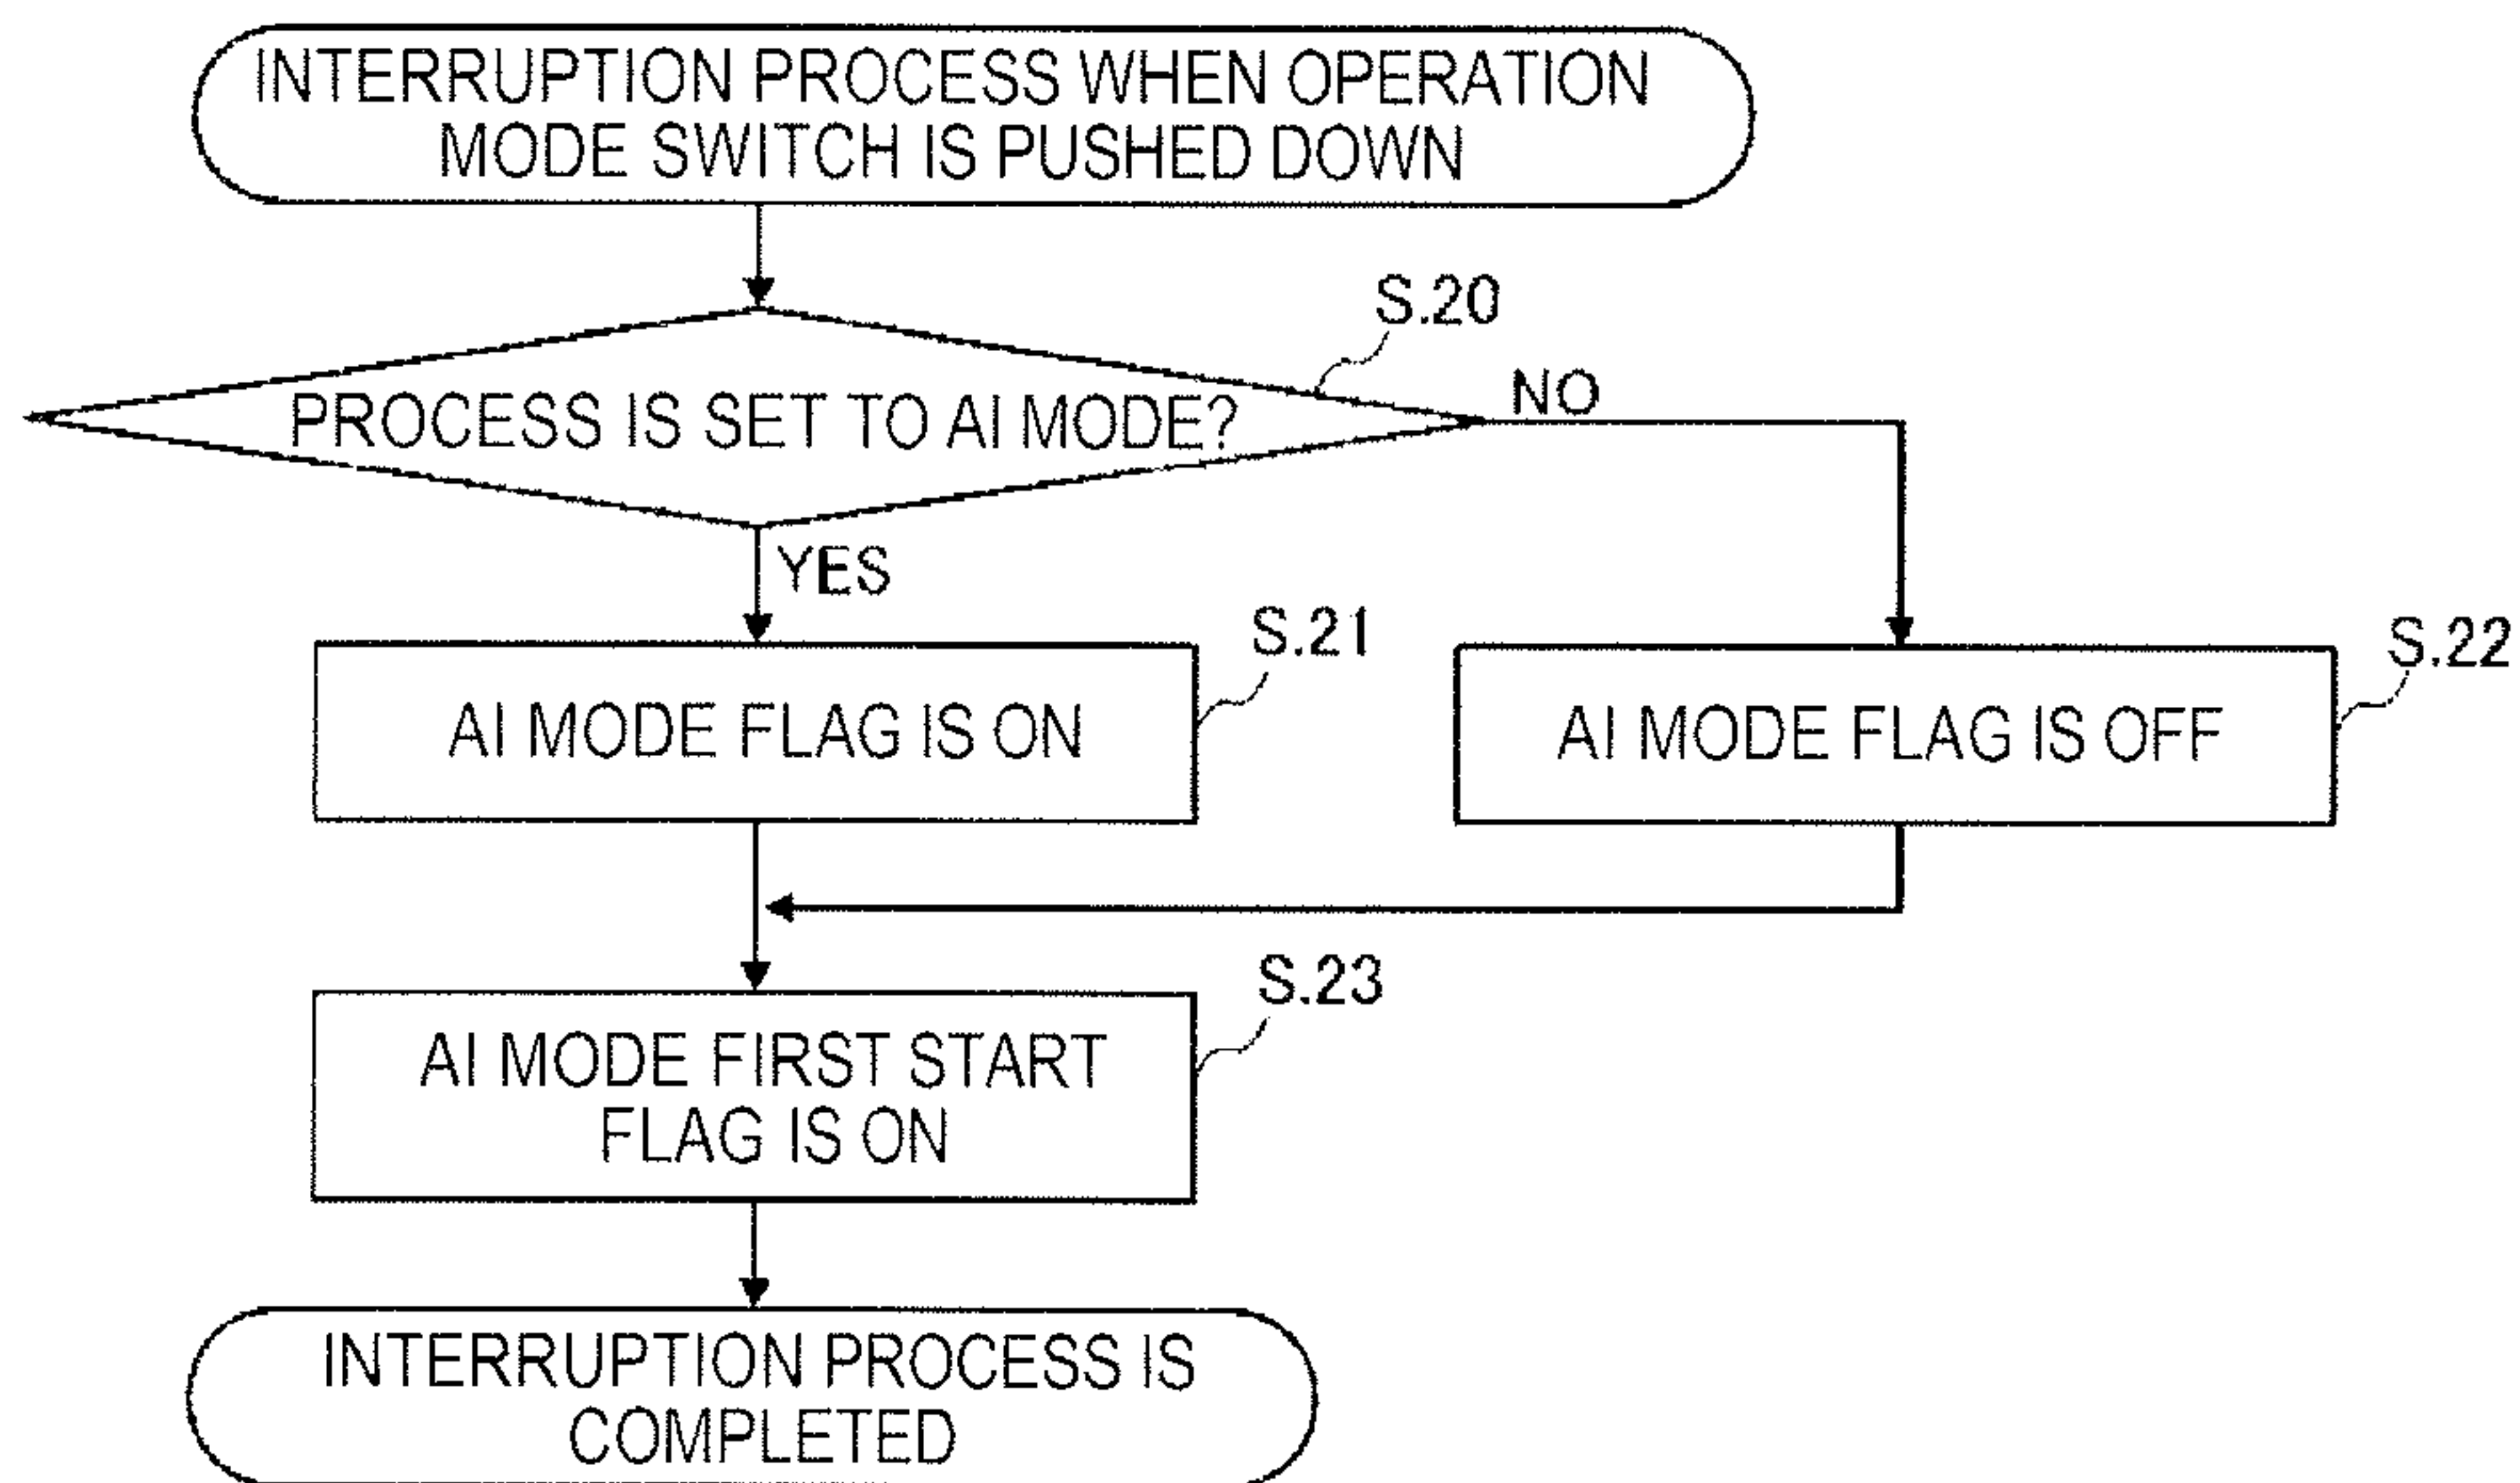 INTERRUPTION PROCESS WHEN OPERATION
MODE SWITCH IS PUSHED DOWN
S.20
PROCESS IS SET TO AI MODE?
NO
YES
S.21
S.22
AI MODE FLAG IS ON
AI MODE FLAG IS OFF
S.23
AI MODE FIRST START
FLAG IS ON
INTERRUPTION PROCESS IS
COMPLETED